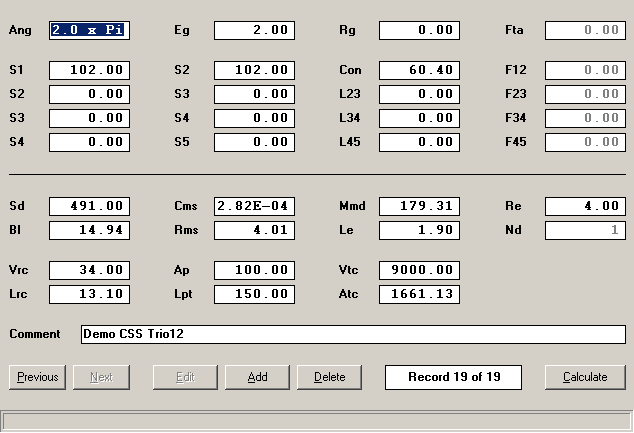 Ang 2.0 x Pi Eg 2.00 Rg 0.00 Fta 0.00
S1 102.00 S2 102.00 Con 60.40 F12 0.00
S2 0.00 S3 0.00 L23 0.00 F23 0.00
S3 0.00 S4 0.00 L34 0.00 F34 0.00
S4 0.00 S5 0.00 L45 0.00 F45 0.00
Sd 491.00 Cms 2.82E-04 Mmd 179.31 Re 4.00
Bl 14.94 Rms 4.01 Le 1.90 Nd 1
Vrc 34.00 Ap 100.00 Vtc 9000.00
Lrc 13.10 Lpt 150.00 Atc 1661.13
Comment Demo CSS Trio12
Previous Next Edit Add Delete Record 19 of 19 Calculate